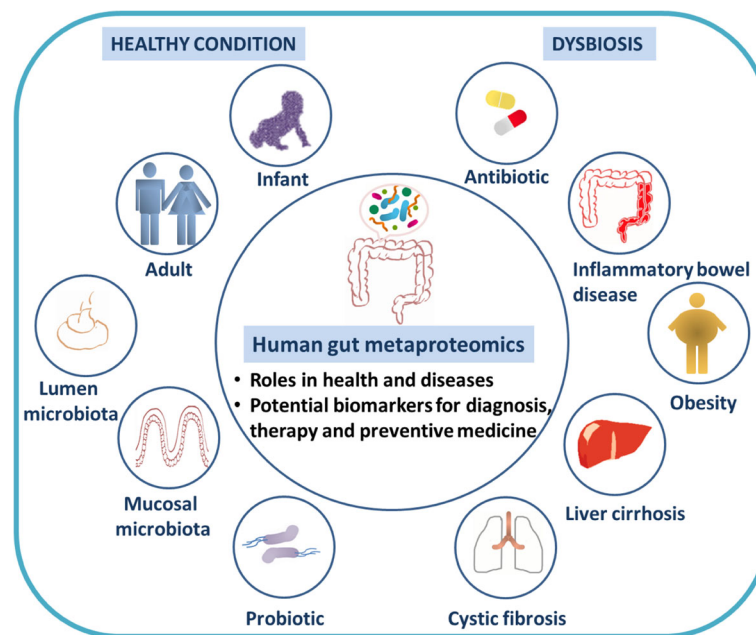 HEALTHY CONDITION
DYSBIOSIS
Infant
Antibiotic
Adult
Inflammatory bowel
disease
Human gut metaproteomics
• Roles in health and diseases
• Potential biomarkers for diagnosis,
therapy and preventive medicine
Lumen
microbiota
Obesity
Mucosal
microbiota
Liver cirrhosis
Probiotic
Cystic fibrosis